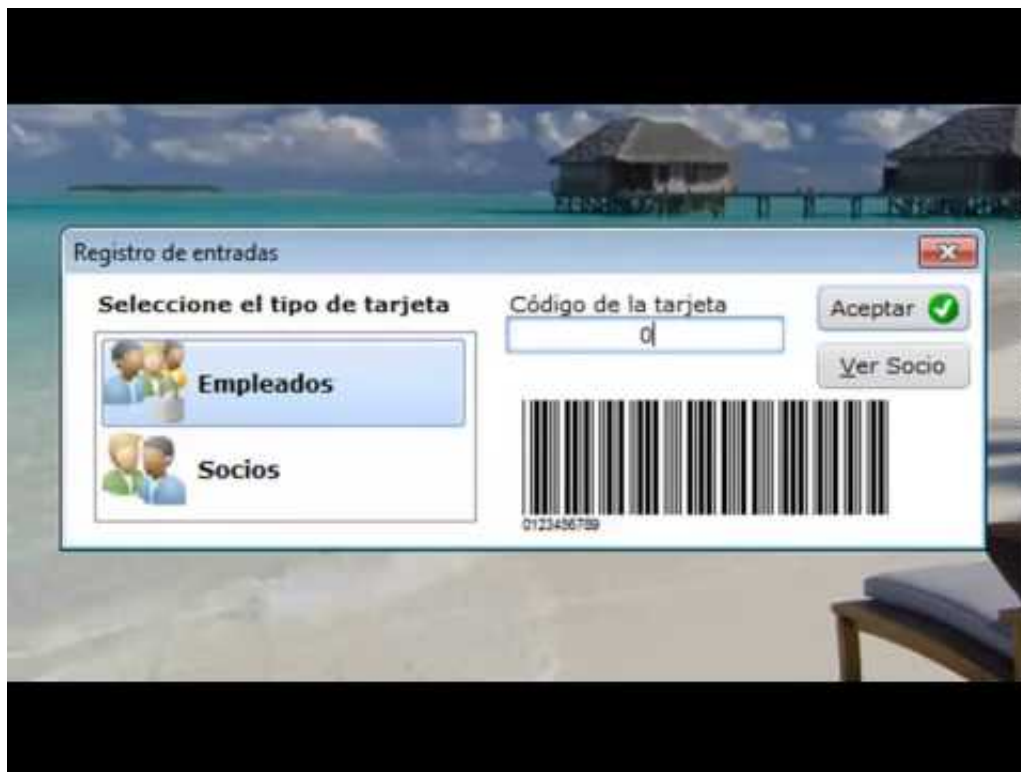 Registro de entradas
Seleccione el tipo de tarjeta
Empleados
Socios
Código de la tarjeta
0
Aceptar
Ver Socio
0123456789